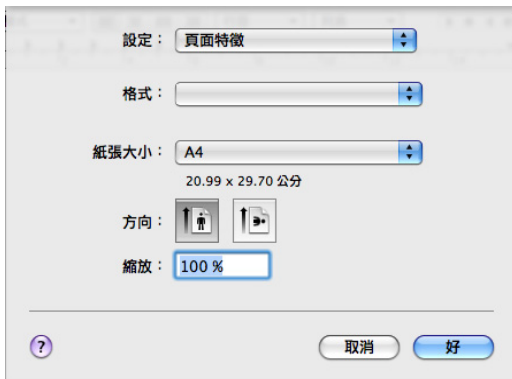 設定：頁面特徵
格式：
紙張大小：A4
20.99 x 29.70 公分
方向：
縮放：100 %
?
取消 好